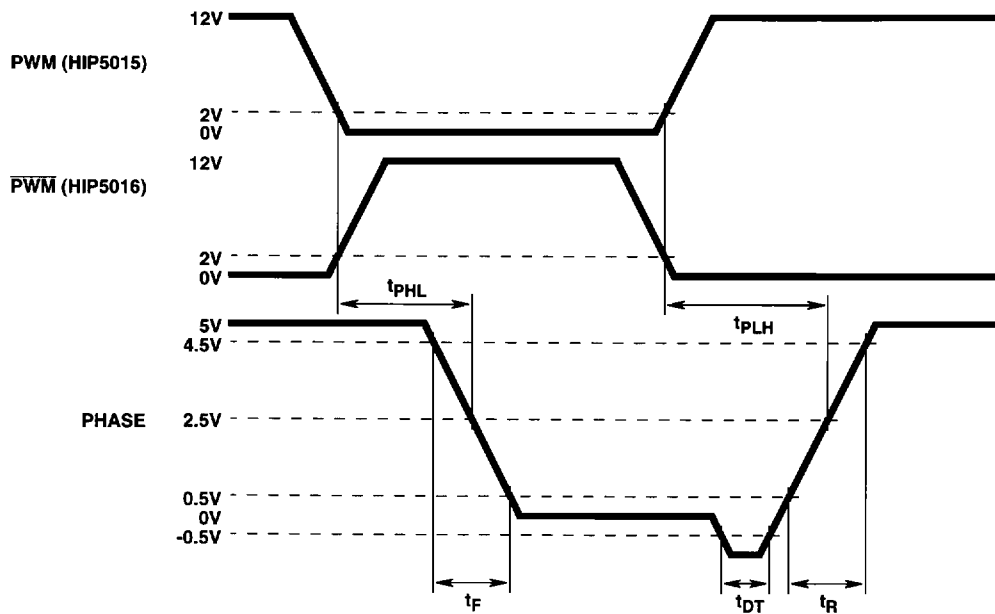 12V
PWM (HIP5015)
2V
0V
12V
PWM (HIP5016)
2V
0V
tPHL
tPLH
5V
4.5V
PHASE
2.5V
0.5V
0V
-0.5V
tF
tDT
tR